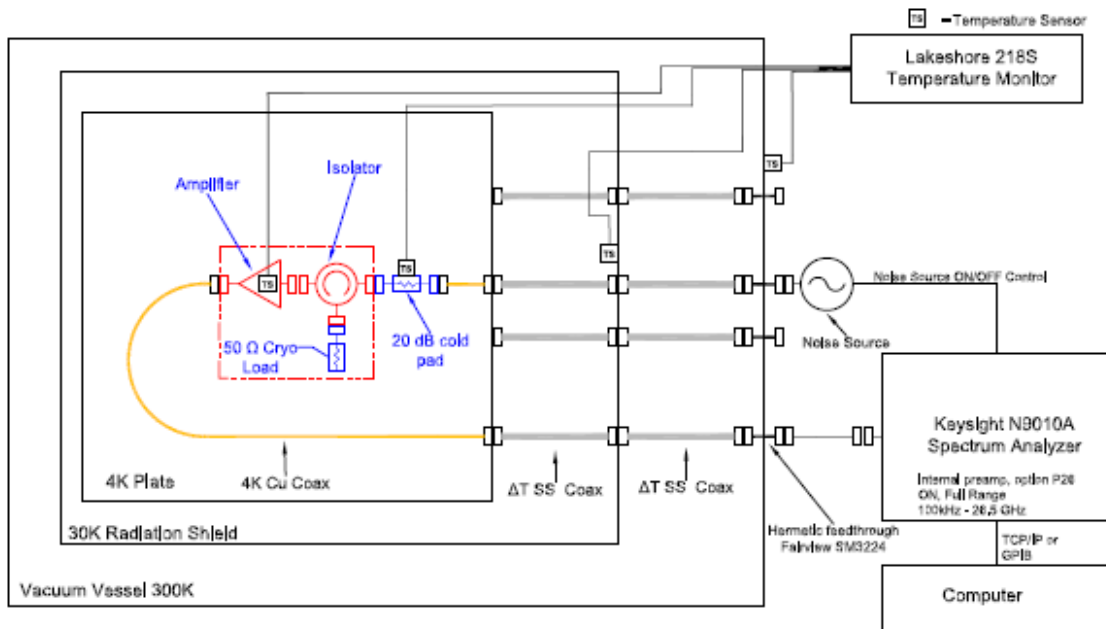 TS – Temperature Sensor
Lakeshore 218S
Temperature Monitor
TS
Isolator
Amplifier
TS
TS
TS
Noise Source ON/OFF Control
50 Ω Cryo
Load
20 dB cold
pad
Noise Source
Keysight N9010A
Spectrum Analyzer
Internal preamp, option P26
ON, Full Range
100kHz - 26.5 GHz
4K Plate
4K Cu Coax
ΔT SS Coax
ΔT SS Coax
30K Radiation Shield
Hermetic feedthrough
Fairview SM3224
TCP/IP or
GPIB
Vacuum Vessel 300K
Computer